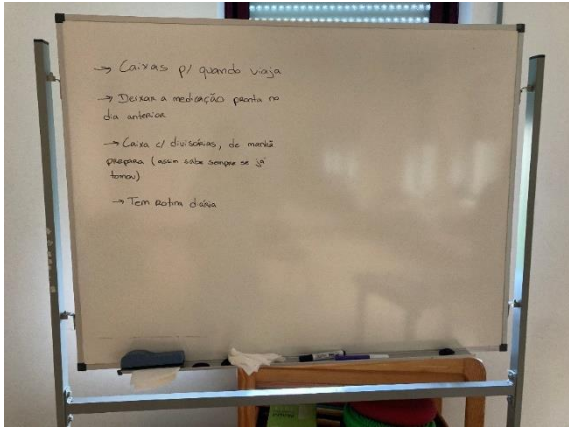 → Caixas p/ quando viaja
→ Deixar a medicação pronta no
dia anterior
→ Caixa c/ divisórias, de manhã
prepara (assim sabe sempre se já
tomou)
→ Tem rotina diária